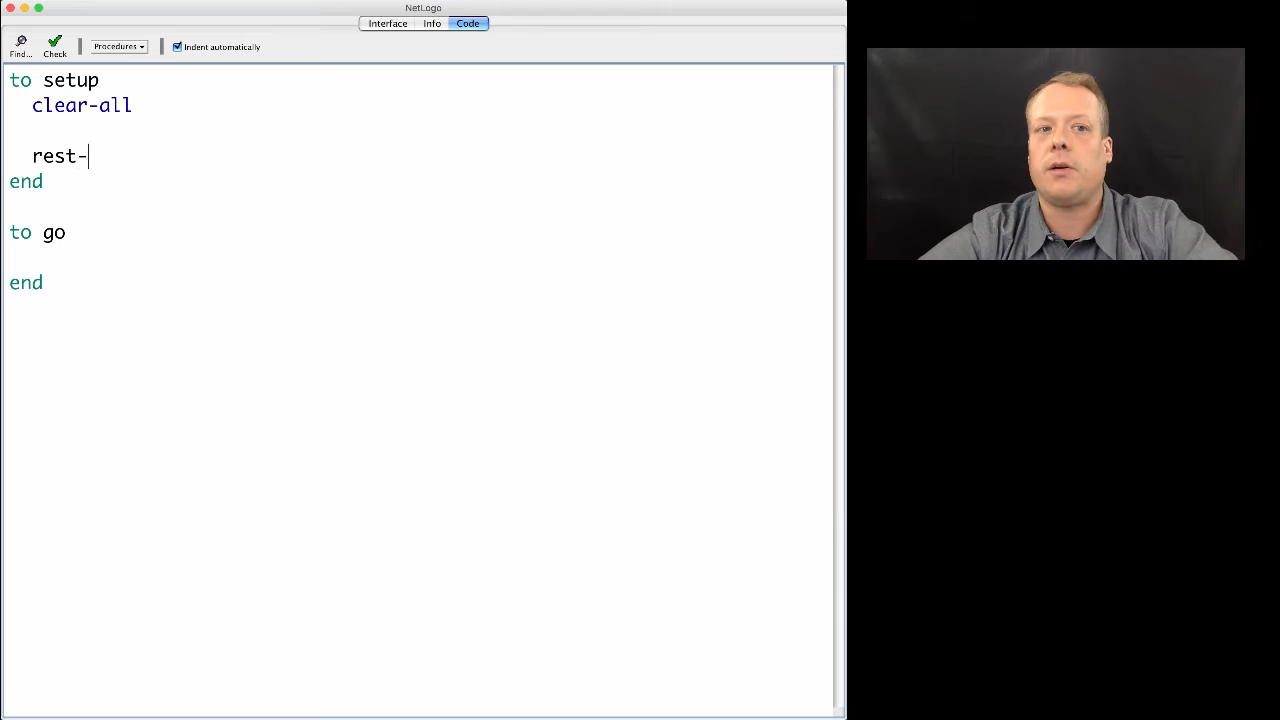 NetLogo
Interface Info Code
Find... Check Procedures Indent automatically
to setup
clear-all
rest-
end
to go
end